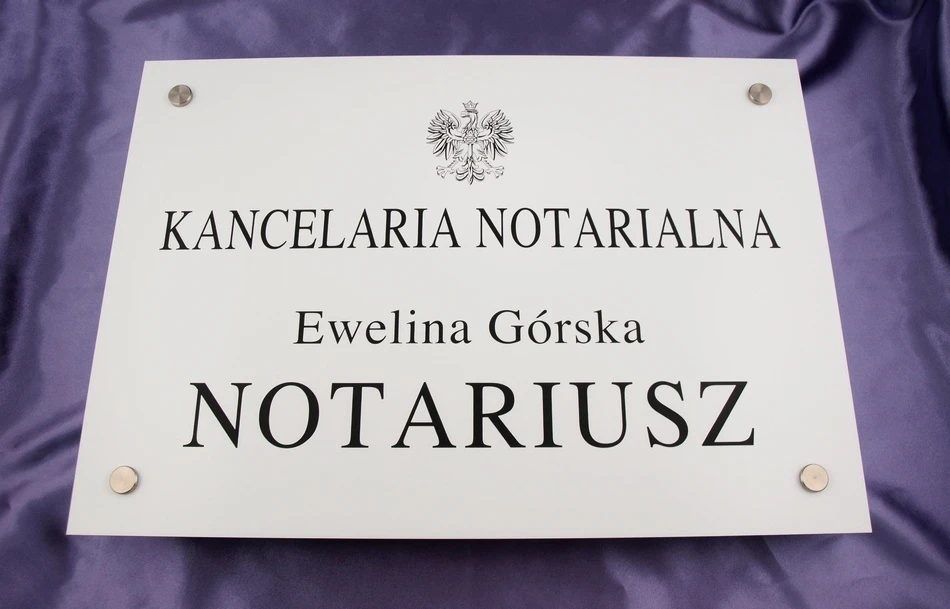 KANCELARIA NOTARIALNA
Ewelina Górska
NOTARIUSZ